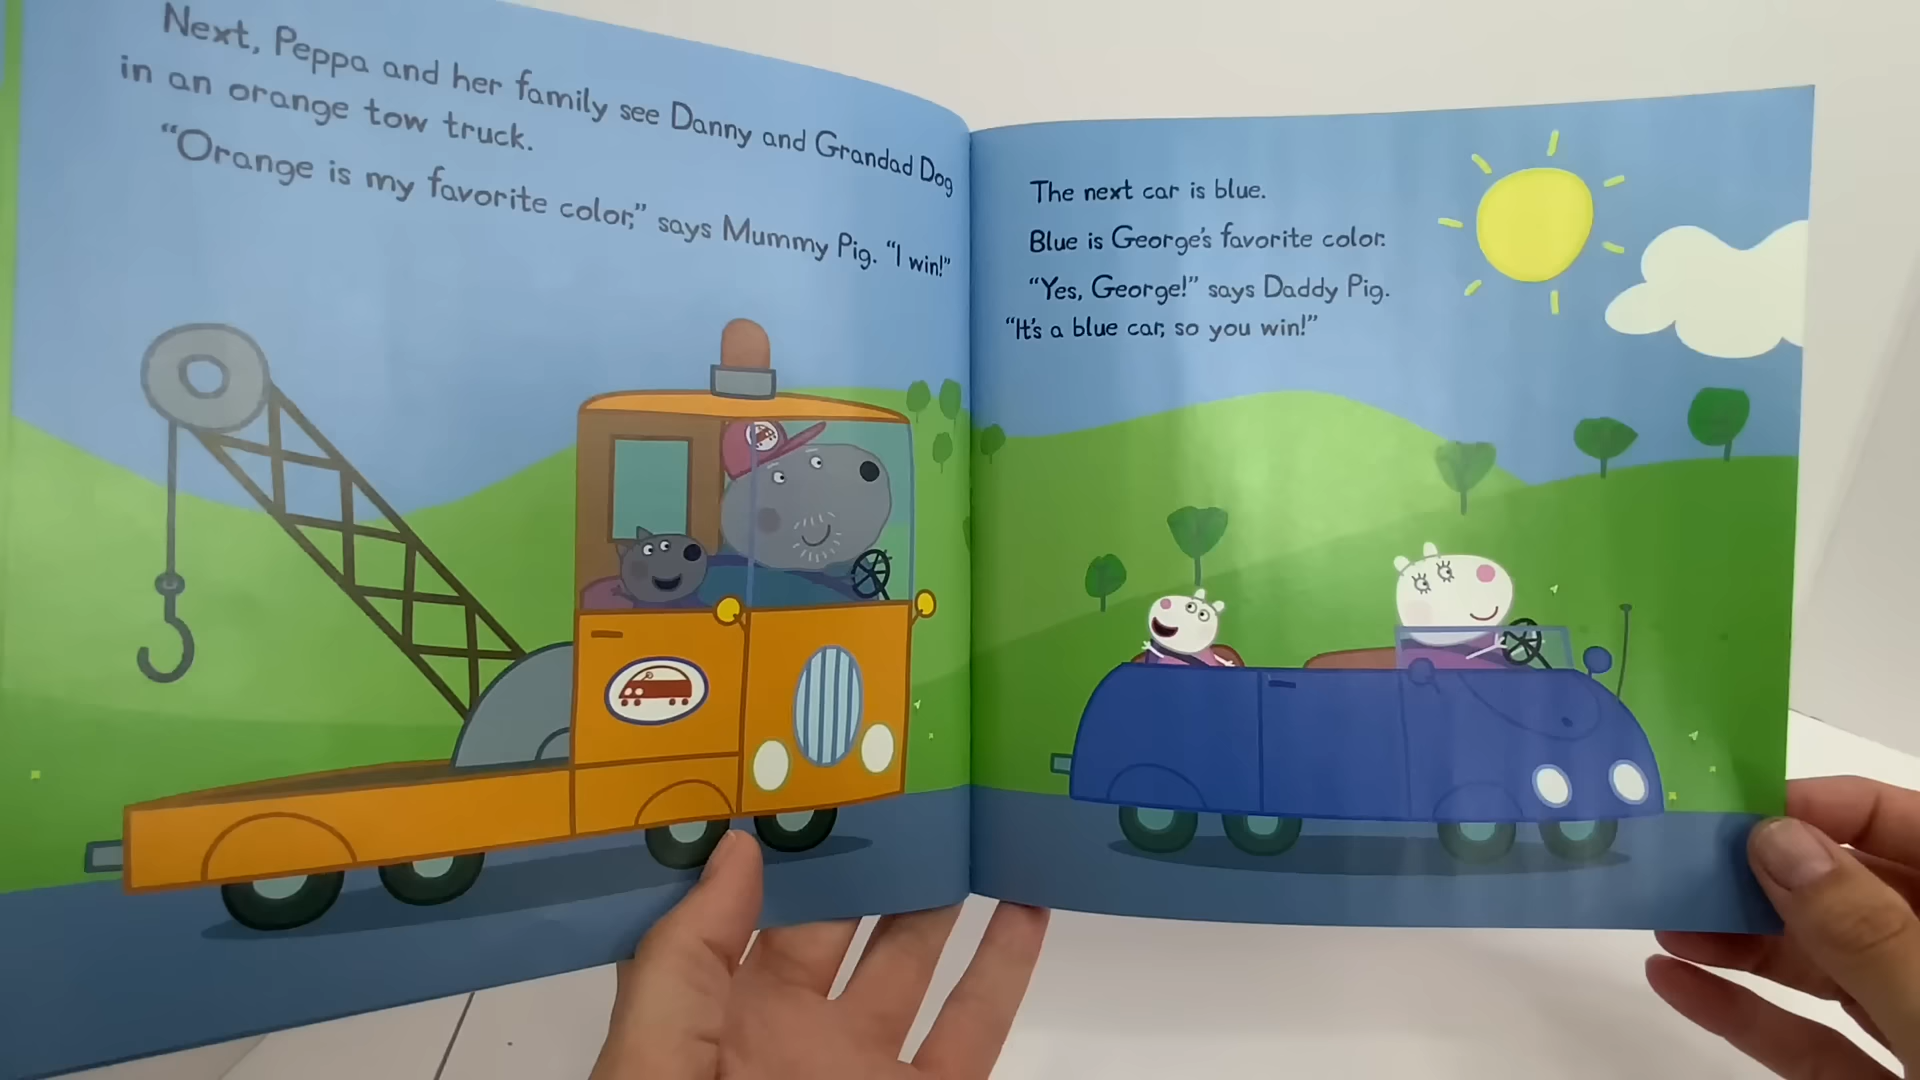 Next, Peppa and her family see Danny and Grandad Dog
in an orange tow truck.
“Orange is my favorite color,” says Mummy Pig. “I win!”
The next car is blue.
Blue is George’s favorite color.
“Yes, George!” says Daddy Pig.
“It’s a blue car, so you win!”